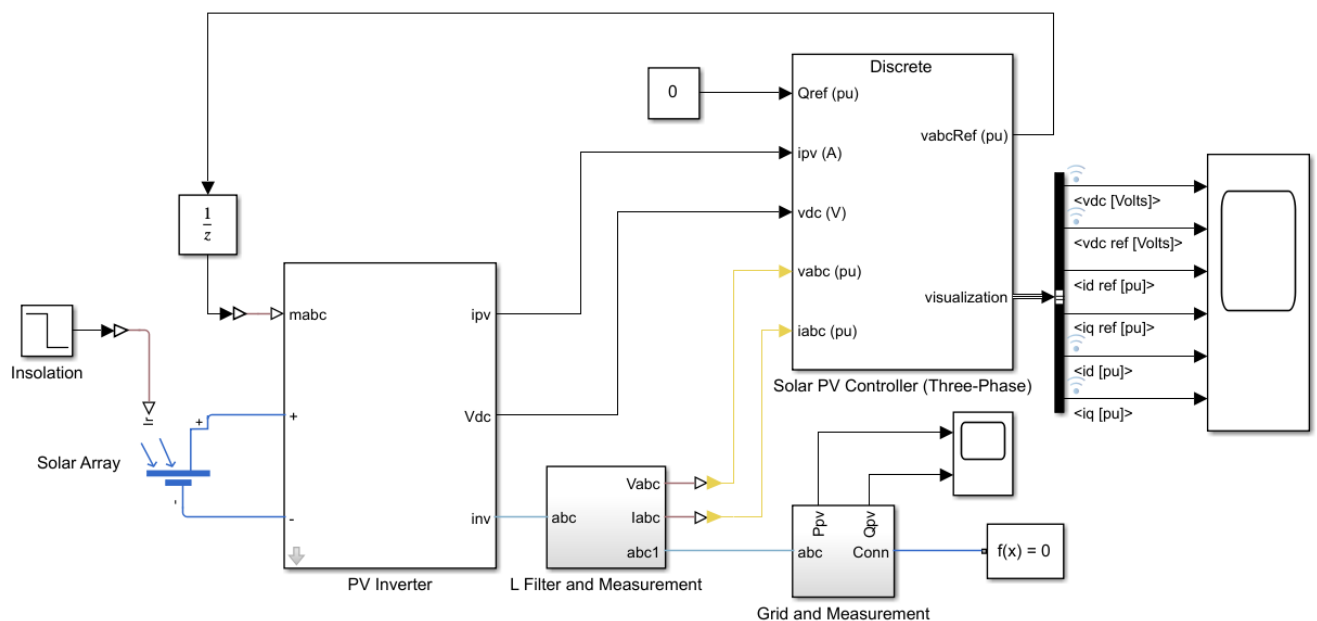 Discrete
0
Qref (pu)
vabcRef (pu)
ipv (A)
<vdc [Volts]>
vdc (V)
<vdc ref [Volts]>
1
z
vabc (pu)
<id ref [pu]>
visualization
mabc
ipv
iabc (pu)
<iq ref [pu]>
Insolation
<id [pu]>
Solar PV Controller (Three-Phase)
Ir
+
+
Vdc
<iq [pu]>
Solar Array
Vabc
-
-
inv
abc
Iabc
Ppv
Qpv
abc1
abc
Conn
f(x) = 0
PV Inverter
L Filter and Measurement
Grid and Measurement